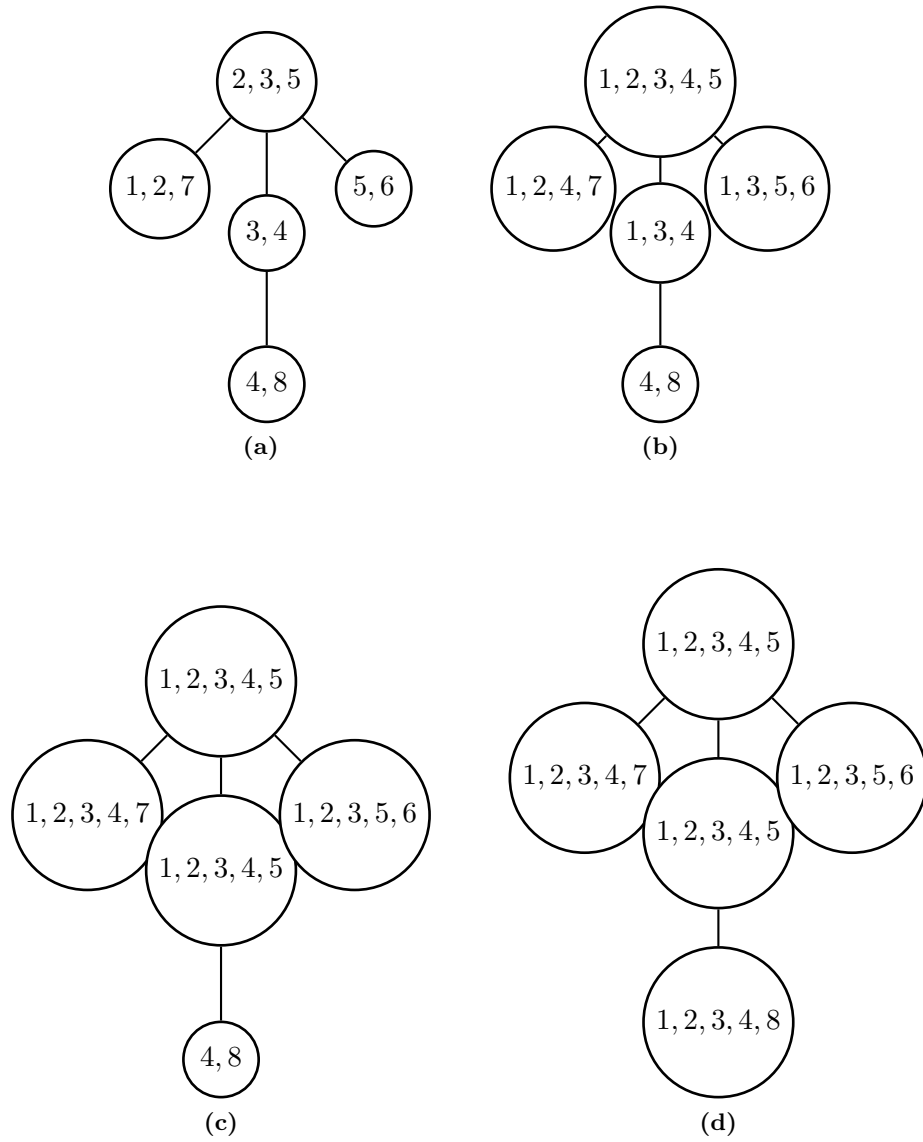 2, 3, 5
1, 2, 7
5, 6
3, 4
4, 8
(a)
1, 2, 3, 4, 5
1, 2, 4, 7
1, 3, 5, 6
1, 3, 4
4, 8
(b)
1, 2, 3, 4, 5
1, 2, 3, 4, 7
1, 2, 3, 5, 6
1, 2, 3, 4, 5
4, 8
(c)
1, 2, 3, 4, 5
1, 2, 3, 4, 7
1, 2, 3, 5, 6
1, 2, 3, 4, 5
1, 2, 3, 4, 8
(d)